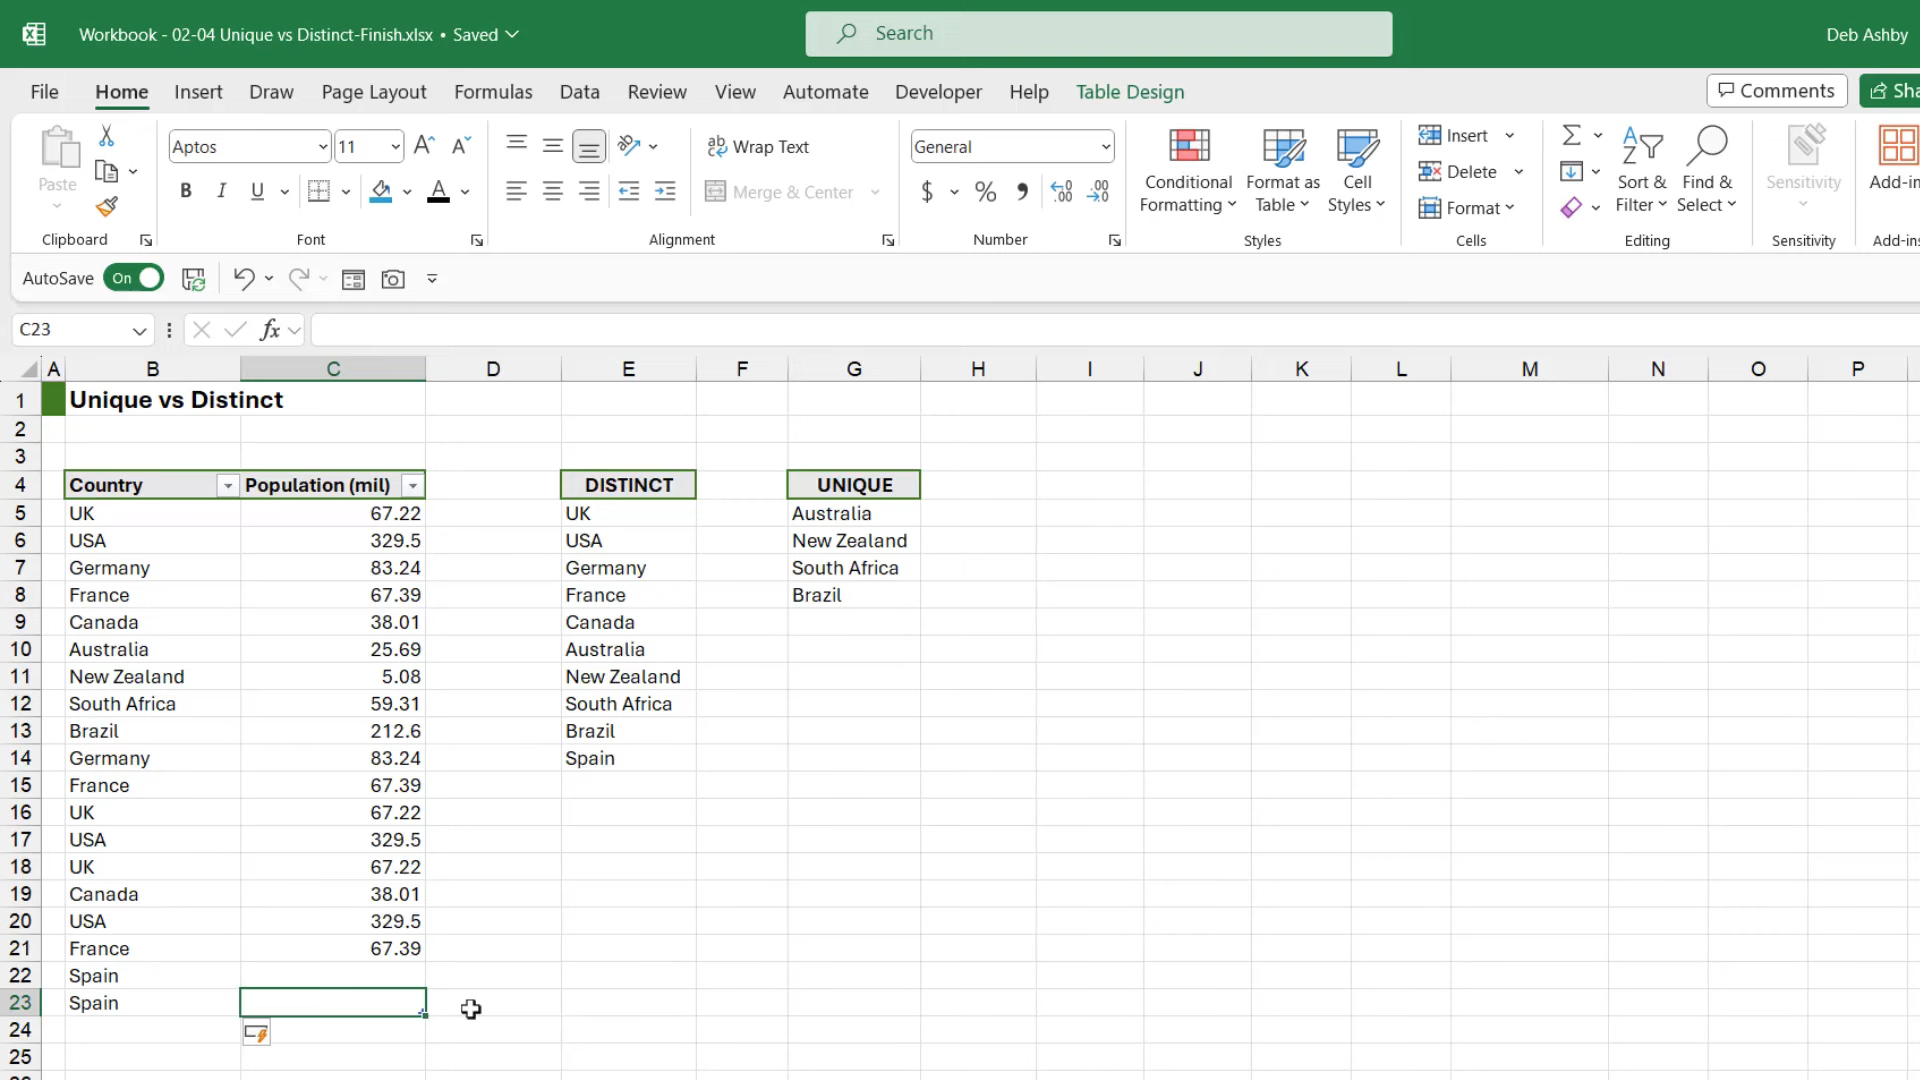 Workbook - 02-04 Unique vs Distinct-Finish.xlsx • Saved
Search
Deb Ashby
File Home Insert Draw Page Layout Formulas Data Review View Automate Developer Help Table Design
Comments
Paste
Aptos
11
Wrap Text
Merge & Center
General
Conditional Formatting
Format as Table
Cell Styles
Insert
Delete
Format
Sort & Filter
Find & Select
Sensitivity
Clipboard
Font
Alignment
Number
Styles
Cells
Editing
Sensitivity
AutoSave On
C23
fx
A B C D E F G H I J K L M N O P
1 Unique vs Distinct
2
3
4 Country Population (mil) DISTINCT UNIQUE
5 UK 67.22 UK Australia
6 USA 329.5 USA New Zealand
7 Germany 83.24 Germany South Africa
8 France 67.39 France Brazil
9 Canada 38.01 Canada
10 Australia 25.69 Australia
11 New Zealand 5.08 New Zealand
12 South Africa 59.31 South Africa
13 Brazil 212.6 Brazil
14 Germany 83.24 Spain
15 France 67.39
16 UK 67.22
17 USA 329.5
18 UK 67.22
19 Canada 38.01
20 USA 329.5
21 France 67.39
22 Spain
23 Spain
24
25